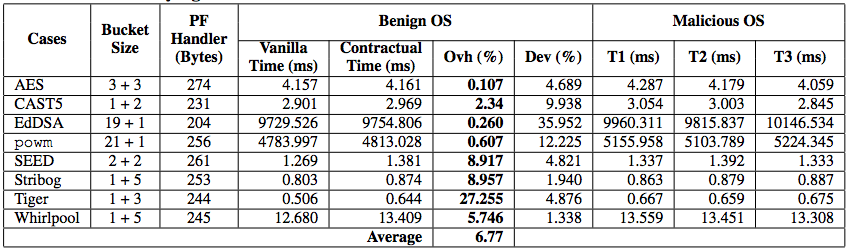 Cases Bucket Size PF Handler (Bytes) Benign OS Malicious OS
Vanilla Time (ms) Contractual Time (ms) Ovh (%) Dev (%) T1 (ms) T2 (ms) T3 (ms)
AES 3 + 3 274 4.157 4.161 0.107 4.689 4.287 4.179 4.059
CAST5 1 + 2 231 2.901 2.969 2.34 9.938 3.054 3.003 2.845
EdDSA 19 + 1 204 9729.526 9754.806 0.260 35.952 9960.311 9815.837 10146.534
powm 21 + 1 256 4783.997 4813.028 0.607 12.225 5155.958 5103.789 5224.345
SEED 2 + 2 261 1.269 1.381 8.917 4.821 1.337 1.392 1.333
Stribog 1 + 5 253 0.803 0.874 8.957 1.940 0.863 0.879 0.887
Tiger 1 + 3 244 0.506 0.644 27.255 4.876 0.667 0.659 0.675
Whirlpool 1 + 5 245 12.680 13.409 5.746 1.338 13.559 13.451 13.308
Average 6.77